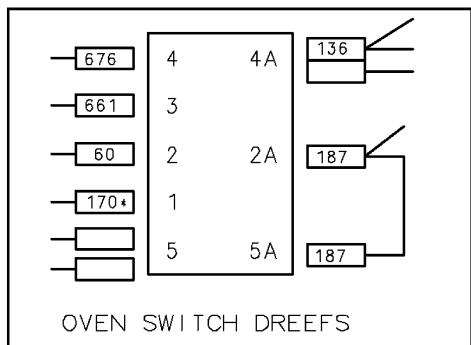 676 4 4A 136
661 3
60 2 2A 187
170* 1
5 5A 187
OVEN SWITCH DREEFS